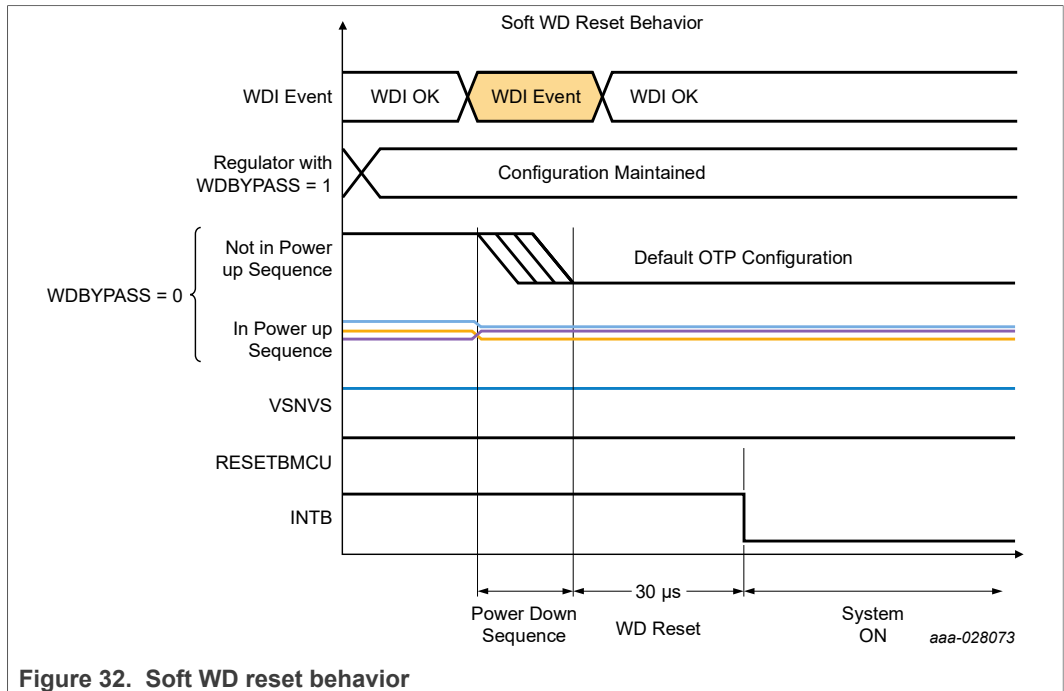 Soft WD Reset Behavior
WDI Event
WDI OK
WDI Event
WDI OK
Regulator with
WDBYPASS = 1
Configuration Maintained
WDBYPASS = 0
Not in Power
up Sequence
Default OTP Configuration
In Power up
Sequence
VSNVS
RESETBMCU
INTB
30 µs
Power Down
Sequence
WD Reset
System
ON
aaa-028073
Figure 32. Soft WD reset behavior